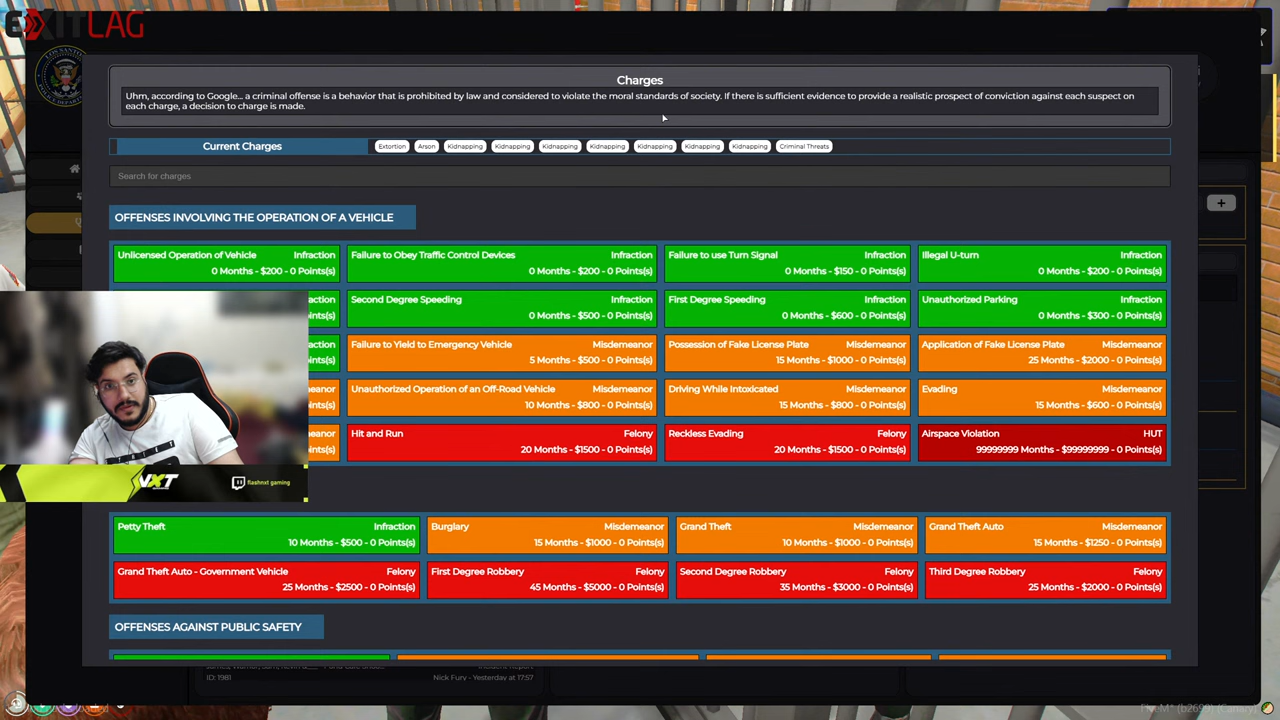 EXITLAG
Charges
Uhm, according to Google... a criminal offense is a behavior that is prohibited by law and considered to violate the moral standards of society. If there is sufficient evidence to provide a realistic prospect of conviction against each suspect on
each charge, a decision to charge is made.
Current Charges Extortion Arson Kidnapping Kidnapping Kidnapping Kidnapping Kidnapping Kidnapping Kidnapping Criminal Threats
Search for charges
OFFENSES INVOLVING THE OPERATION OF A VEHICLE
Unlicensed Operation of Vehicle Infraction
0 Months - $200 - 0 Points(s)
Failure to Obey Traffic Control Devices Infraction
0 Months - $200 - 0 Points(s)
Failure to use Turn Signal Infraction
0 Months - $150 - 0 Points(s)
Illegal U-turn Infraction
0 Months - $200 - 0 Points(s)
Second Degree Speeding Infraction
0 Months - $500 - 0 Points(s)
First Degree Speeding Infraction
0 Months - $600 - 0 Points(s)
Unauthorized Parking Infraction
0 Months - $300 - 0 Points(s)
Failure to Yield to Emergency Vehicle Misdemeanor
5 Months - $500 - 0 Points(s)
Possession of Fake License Plate Misdemeanor
15 Months - $1000 - 0 Points(s)
Application of Fake License Plate Misdemeanor
25 Months - $2000 - 0 Points(s)
Unauthorized Operation of an Off-Road Vehicle Misdemeanor
10 Months - $800 - 0 Points(s)
Driving While Intoxicated Misdemeanor
15 Months - $800 - 0 Points(s)
Evading Misdemeanor
15 Months - $600 - 0 Points(s)
Hit and Run Felony
20 Months - $1500 - 0 Points(s)
Reckless Evading Felony
20 Months - $1500 - 0 Points(s)
Airspace Violation HUT
99999999 Months - $99999999 - 0 Points(s)
NXT
flashnxt gaming
Petty Theft Infraction
10 Months - $500 - 0 Points(s)
Burglary Misdemeanor
15 Months - $1000 - 0 Points(s)
Grand Theft Misdemeanor
10 Months - $1000 - 0 Points(s)
Grand Theft Auto Misdemeanor
15 Months - $1250 - 0 Points(s)
Grand Theft Auto - Government Vehicle Felony
25 Months - $2500 - 0 Points(s)
First Degree Robbery Felony
45 Months - $5000 - 0 Points(s)
Second Degree Robbery Felony
35 Months - $3000 - 0 Points(s)
Third Degree Robbery Felony
25 Months - $2000 - 0 Points(s)
OFFENSES AGAINST PUBLIC SAFETY
ID: 1981
Nick Fury - Yesterday at 17:57
(b2699) (Canary)